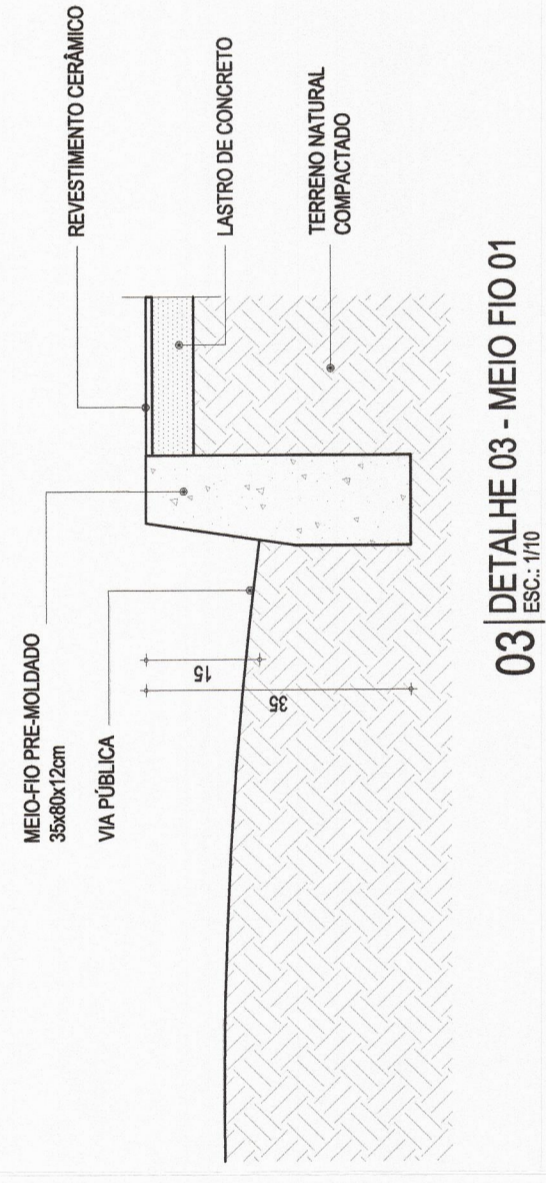 MEIO-FIO PRE-MOLDADO
35x80x12cm
VIA PÚBLICA
REVESTIMENTO CERÂMICO
LASTRO DE CONCRETO
TERRENO NATURAL
COMPACTADO
15
35
03 DETALHE 03 - MEIO FIO 01
ESC.: 1/10